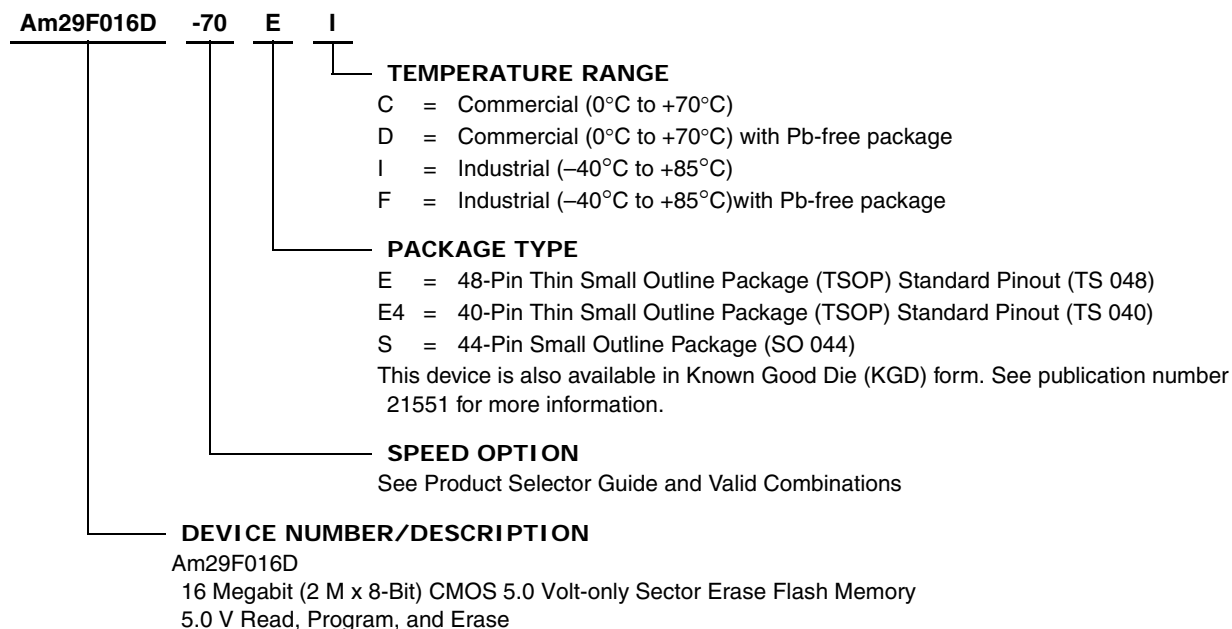 Am29F016D -70 E I
TEMPERATURE RANGE
C = Commercial (0°C to +70°C)
D = Commercial (0°C to +70°C) with Pb-free package
I = Industrial (–40°C to +85°C)
F = Industrial (–40°C to +85°C)with Pb-free package
PACKAGE TYPE
E = 48-Pin Thin Small Outline Package (TSOP) Standard Pinout (TS 048)
E4 = 40-Pin Thin Small Outline Package (TSOP) Standard Pinout (TS 040)
S = 44-Pin Small Outline Package (SO 044)
This device is also available in Known Good Die (KGD) form. See publication number
21551 for more information.
SPEED OPTION
See Product Selector Guide and Valid Combinations
DEVICE NUMBER/DESCRIPTION
Am29F016D
16 Megabit (2 M x 8-Bit) CMOS 5.0 Volt-only Sector Erase Flash Memory
5.0 V Read, Program, and Erase